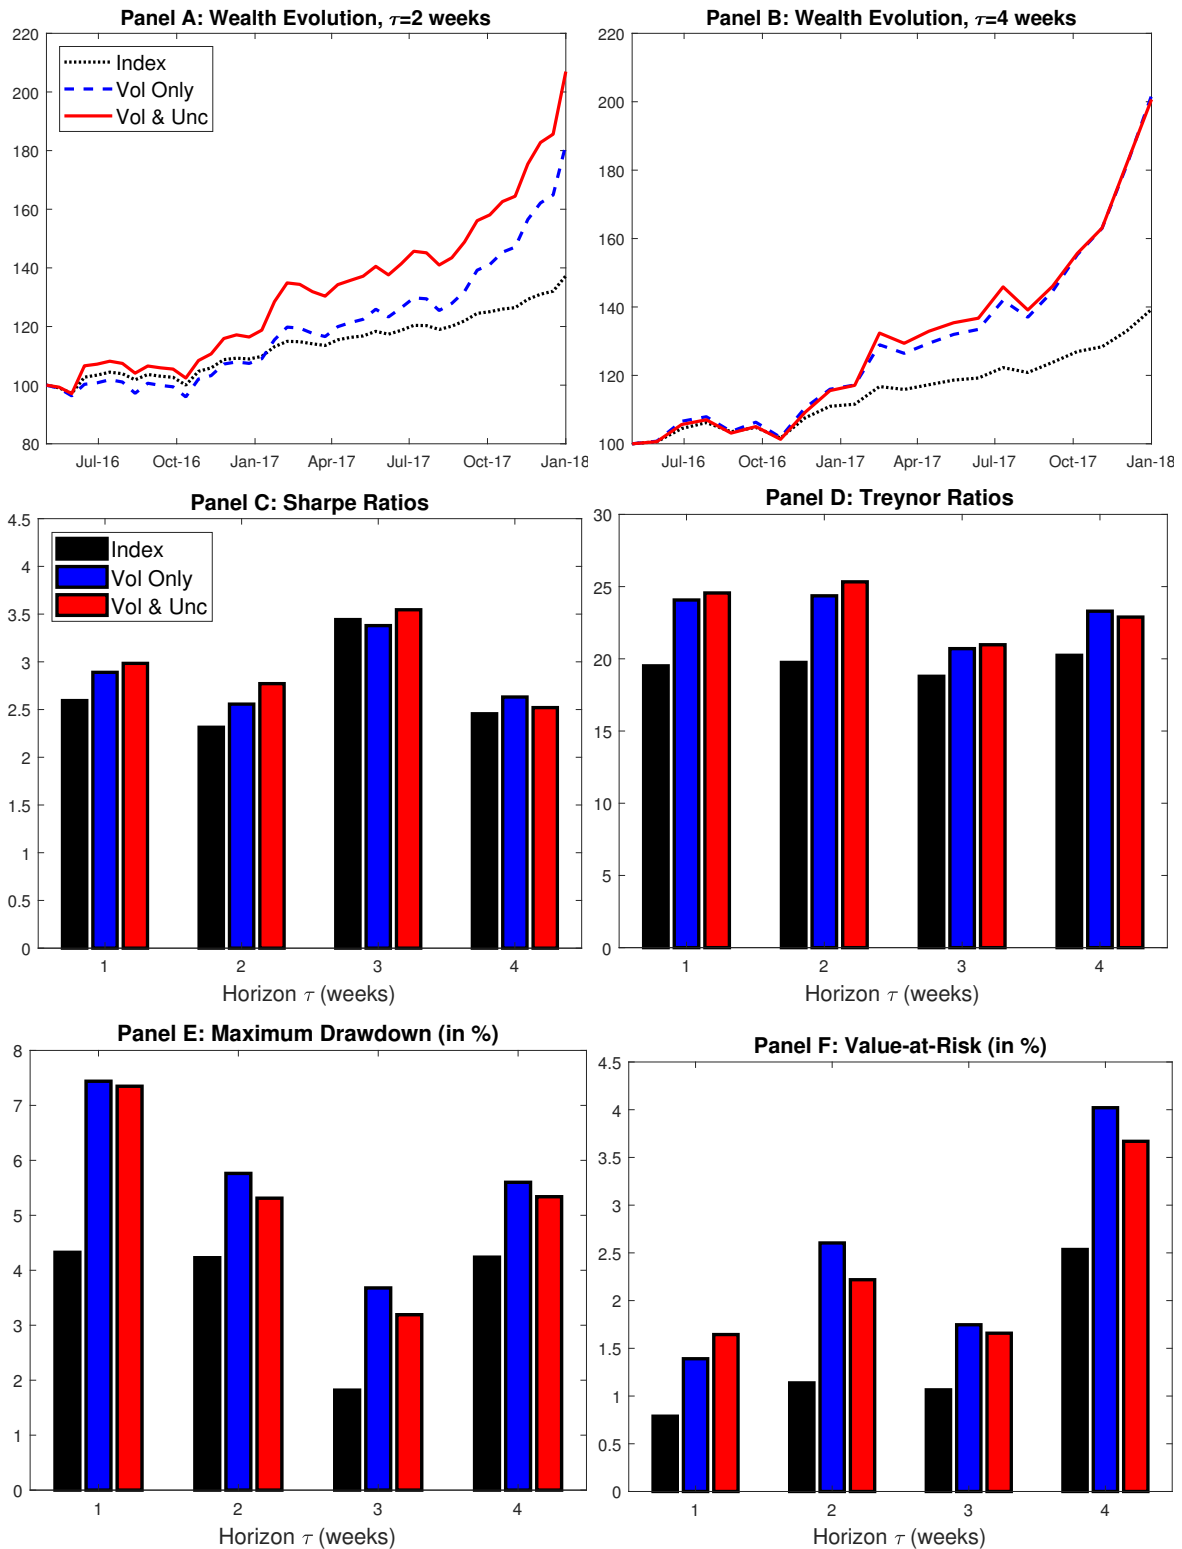 Panel A: Wealth Evolution, τ=2 weeks
220
200
180
160
140
120
100
80
Index
Vol Only
Vol & Unc
Jul-16 Oct-16 Jan-17 Apr-17 Jul-17 Oct-17 Jan-18
Panel B: Wealth Evolution, τ=4 weeks
220
200
180
160
140
120
100
Jul-16 Oct-16 Jan-17 Apr-17 Jul-17 Oct-17 Jan-18
Panel C: Sharpe Ratios
4.5
4
3.5
3
2.5
2
1.5
1
0.5
0
Index
Vol Only
Vol & Unc
1 2 3 4
Horizon τ (weeks)
Panel D: Treynor Ratios
30
25
20
15
10
5
0
1 2 3 4
Horizon τ (weeks)
Panel E: Maximum Drawdown (in %)
8
7
6
5
4
3
2
1
0
1 2 3 4
Horizon τ (weeks)
Panel F: Value-at-Risk (in %)
4.5
4
3.5
3
2.5
2
1.5
1
0.5
0
1 2 3 4
Horizon τ (weeks)